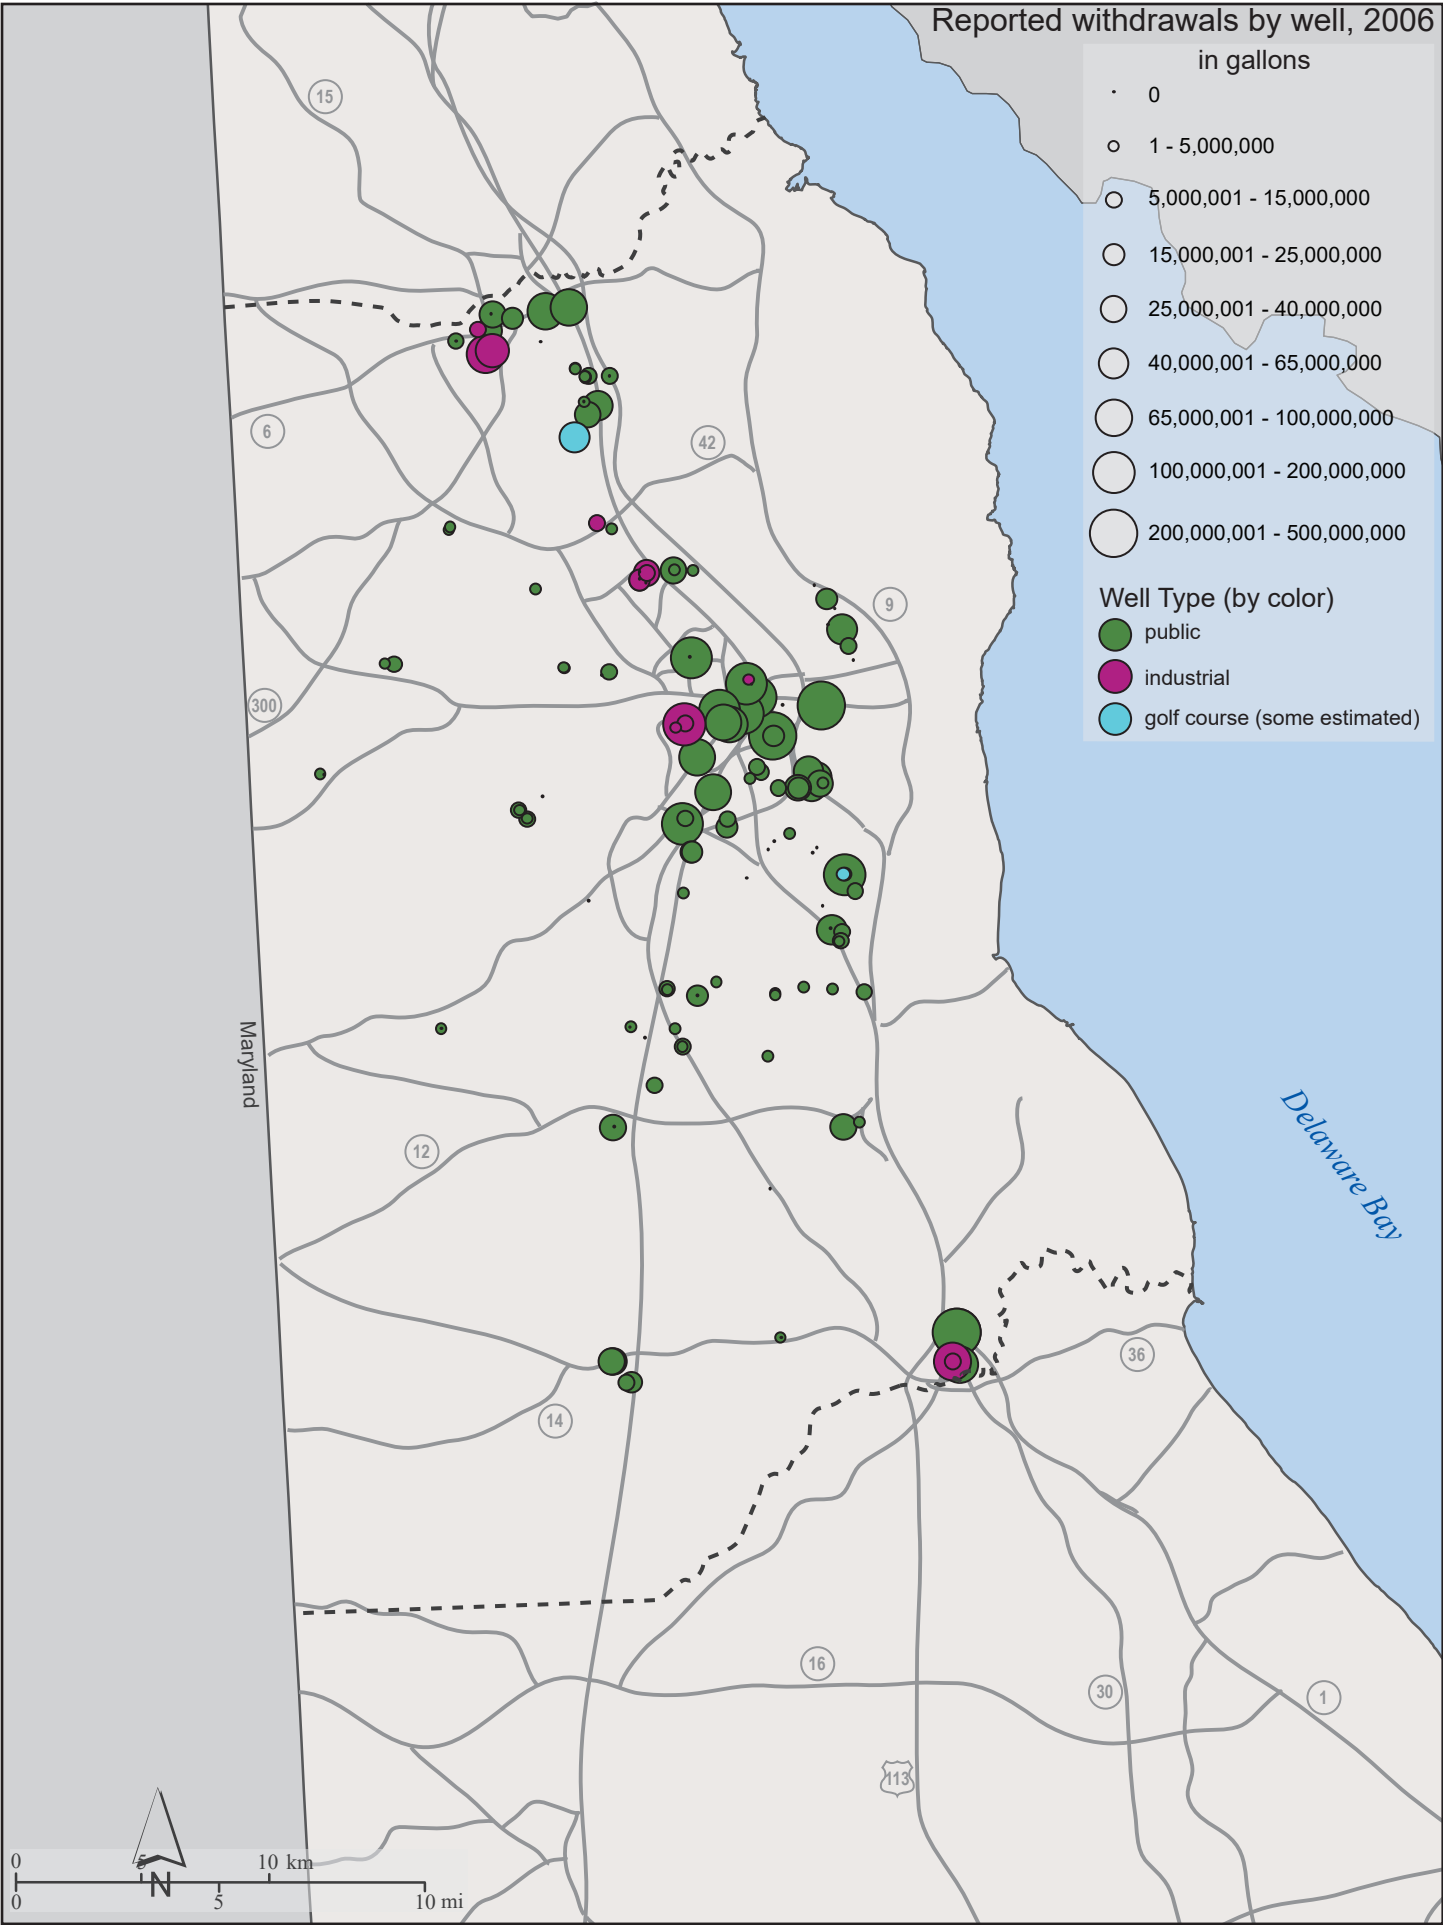 Reported withdrawals by well, 2006
in gallons
0
1 - 5,000,000
5,000,001 - 15,000,000
15,000,001 - 25,000,000
25,000,001 - 40,000,000
40,000,001 - 65,000,000
65,000,001 - 100,000,000
100,000,001 - 200,000,000
200,000,001 - 500,000,000
Well Type (by color)
public
industrial
golf course (some estimated)
15
6
42
9
300
Maryland
Delaware Bay
12
36
14
16
30
1
113
0 5 10 km
N
0 5 10 mi